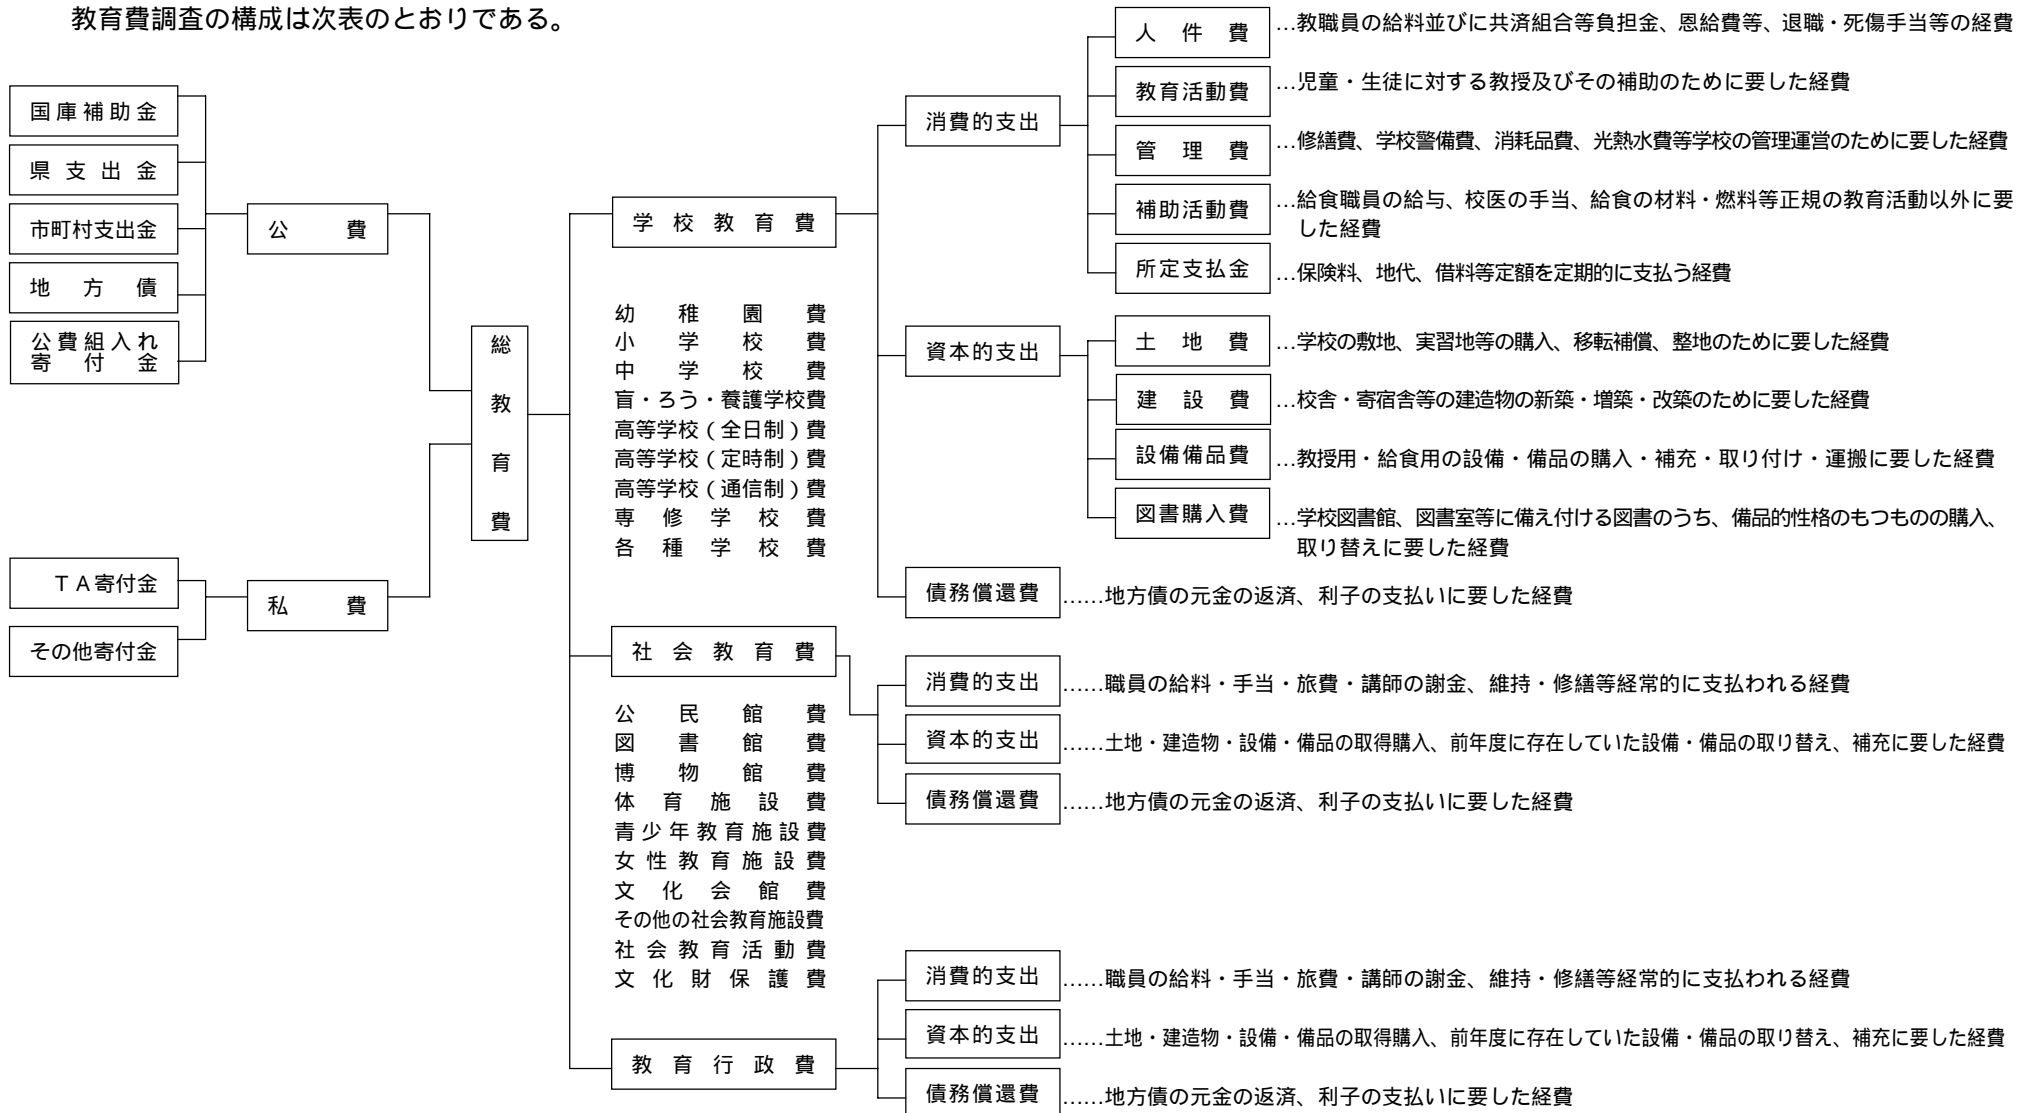 教育費調査の構成は次表のとおりである。
国庫補助金
県支出金
市町村支出金
地方債
公費組入れ
寄付金
公費
TA寄付金
その他寄付金
私費
総教育費
学校教育費
幼稚園費
小学校費
中学校費
盲・ろう・養護学校費
高等学校(全日制)費
高等学校(定時制)費
高等学校(通信制)費
専修学校費
各種学校費
消費的支出
人件費…教職員の給料並びに共済組合等負担金、恩給費等、退職・死傷手当等の経費
教育活動費…児童・生徒に対する教授及びその補助のために要した経費
管理費…修繕費、学校警備費、消耗品費、光熱水費等学校の管理運営のために要した経費
補助活動費…給食職員の給与、校医の手当、給食の材料・燃料等正規の教育活動以外に要
した経費
所定支払金…保険料、地代、借料等定額を定期的に支払う経費
資本的支出
土地費…学校の敷地、実習地等の購入、移転補償、整地のために要した経費
建設費…校舎・寄宿舎等の建造物の新築・増築・改築のために要した経費
設備備品費…教授用・給食用の設備・備品の購入・補充・取り付け・運搬に要した経費
図書購入費…学校図書館、図書室等に備え付ける図書のうち、備品的性格のもつものの購入、
取り替えに要した経費
債務償還費……地方債の元金の返済、利子の支払いに要した経費
社会教育費
公民館費
図書館費
博物館費
体育施設費
青少年教育施設費
女性教育施設費
文化会館費
その他の社会教育施設費
社会教育活動費
文化財保護費
消費的支出……職員の給料・手当・旅費・講師の謝金、維持・修繕等経常的に支払われる経費
資本的支出……土地・建造物・設備・備品の取得購入、前年度に存在していた設備・備品の取り替え、補充に要した経費
債務償還費……地方債の元金の返済、利子の支払いに要した経費
教育行政費
消費的支出……職員の給料・手当・旅費・講師の謝金、維持・修繕等経常的に支払われる経費
資本的支出……土地・建造物・設備・備品の取得購入、前年度に存在していた設備・備品の取り替え、補充に要した経費
債務償還費……地方債の元金の返済、利子の支払いに要した経費